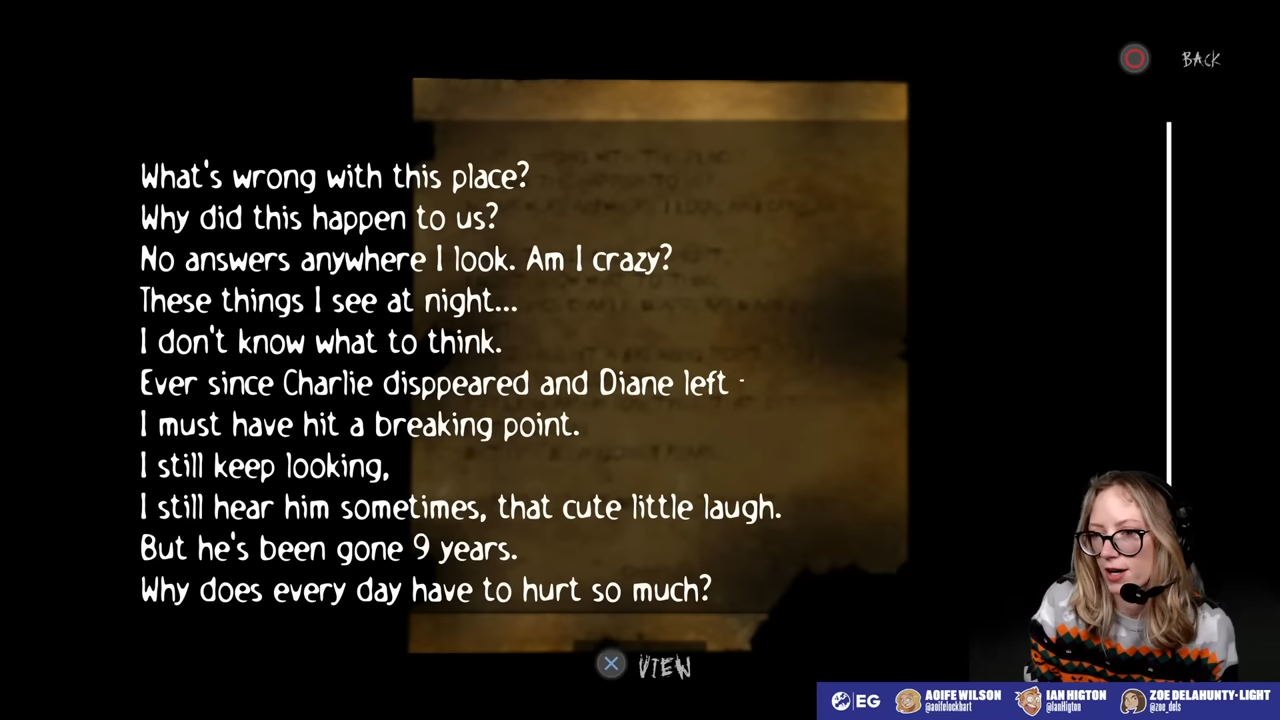 BACK
What's wrong with this place?
Why did this happen to us?
No answers anywhere I look. Am I crazy?
These things I see at night...
I don't know what to think.
Ever since Charlie disppeared and Diane left -
I must have hit a breaking point.
I still keep looking,
I still hear him sometimes, that cute little laugh.
But he's been gone 9 years.
Why does every day have to hurt so much?
VIEW
EG AOIFE WILSON @aoifelockhart IAN HIGTON @IanHigton ZOE DELAHUNTY-LIGHT @zoo_dels